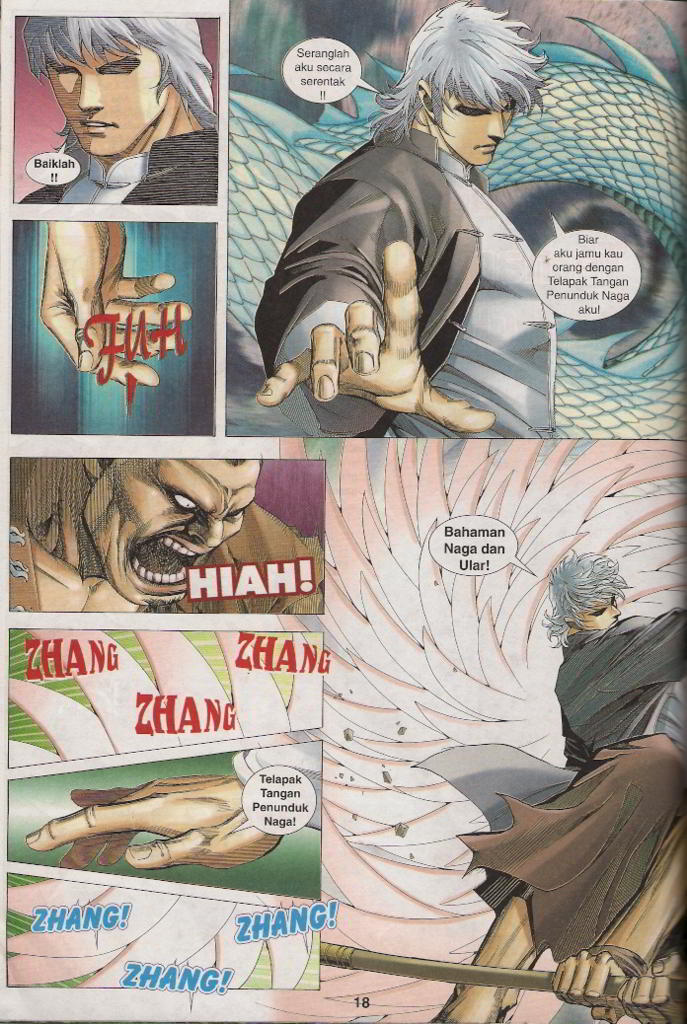 Baiklah
!!
Seranglah
aku secara
serentak
!!
Biar
aku jamu kau
orang dengan
Telapak Tangan
Penunduk Naga
aku!
FUH
!
HIAH!
Bahaman
Naga dan
Ular!
ZHANG
ZHANG
ZHANG
Telapak
Tangan
Penunduk
Naga!
ZHANG!
ZHANG!
ZHANG!
18